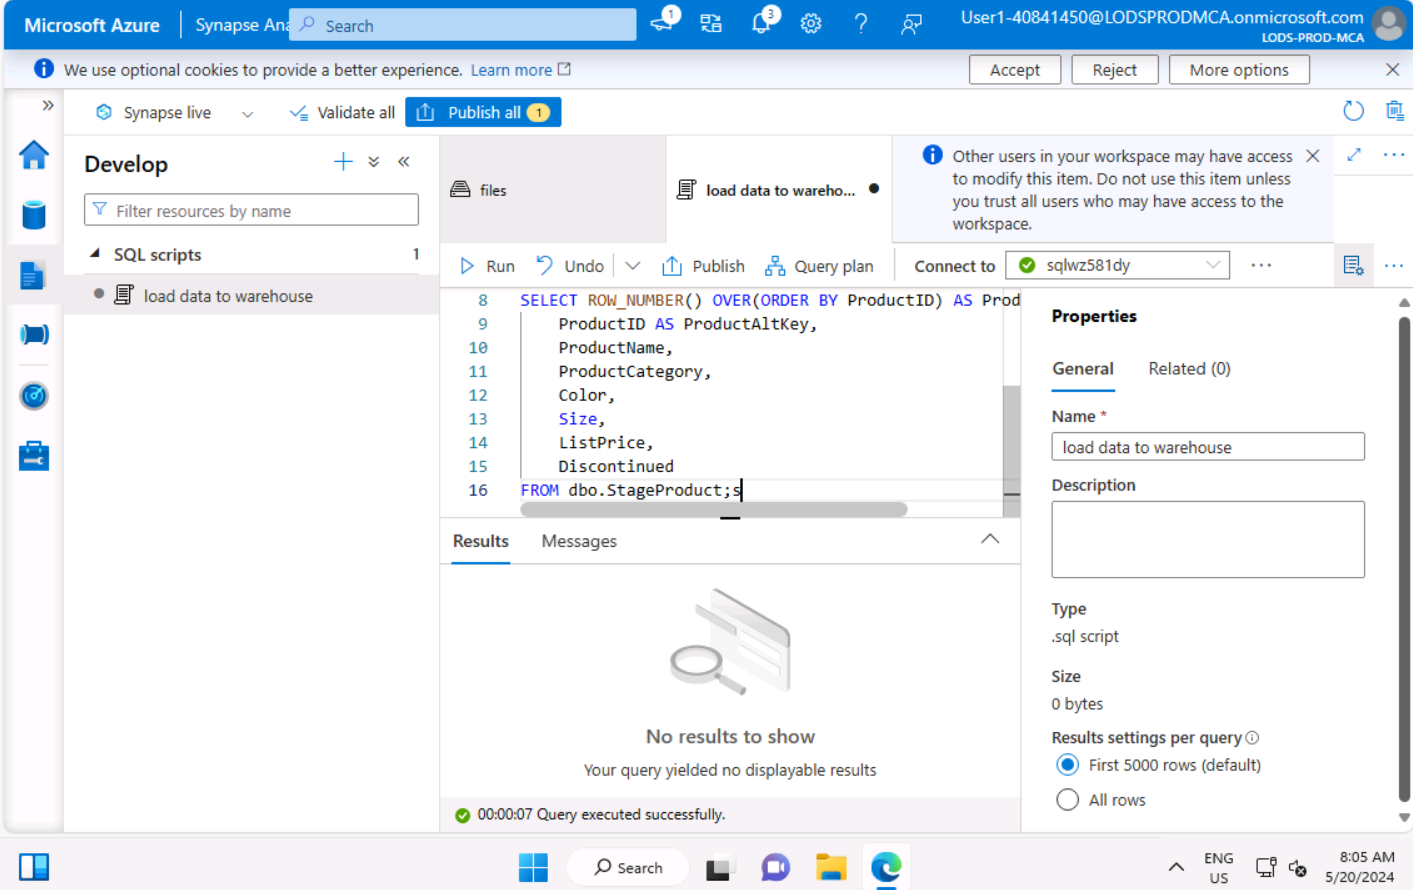 Microsoft Azure
Synapse Ana
Search
1
3
User1-40841450@LODSPRODMCA.onmicrosoft.com
LODS-PROD-MCA
We use optional cookies to provide a better experience. Learn more
Accept
Reject
More options
Synapse live
Validate all
Publish all 1
Develop
Filter resources by name
SQL scripts 1
load data to warehouse
files
load data to wareho...
Other users in your workspace may have access
to modify this item. Do not use this item unless
you trust all users who may have access to the
workspace.
Run
Undo
Publish
Query plan
Connect to
sqlwz581dy
8 SELECT ROW_NUMBER() OVER(ORDER BY ProductID) AS Prod
9 ProductID AS ProductAltKey,
10 ProductName,
11 ProductCategory,
12 Color,
13 Size,
14 ListPrice,
15 Discontinued
16 FROM dbo.StageProduct;s
Results
Messages
No results to show
Your query yielded no displayable results
00:00:07 Query executed successfully.
Properties
General
Related (0)
Name *
load data to warehouse
Description
Type
.sql script
Size
0 bytes
Results settings per query
First 5000 rows (default)
All rows
Search
ENG
US
8:05 AM
5/20/2024